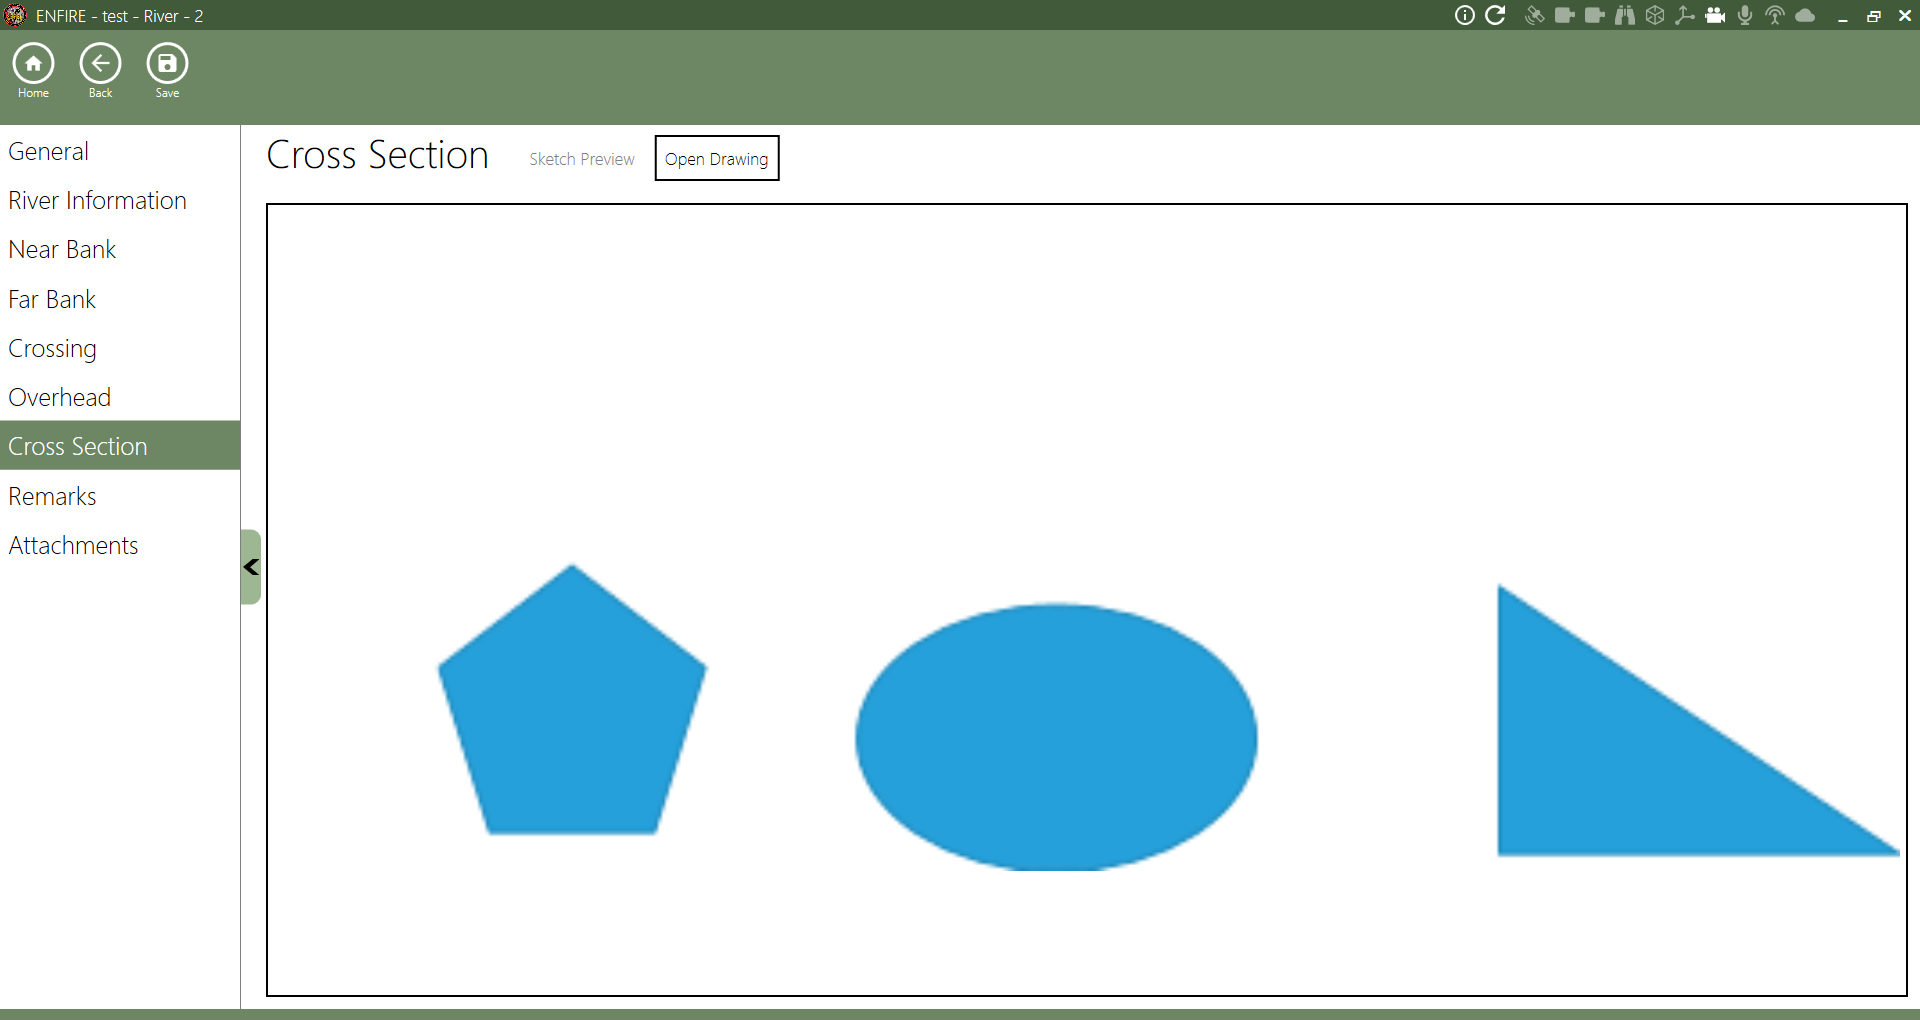 ENFIRE - test - River - 2
Home Back Save
General
River Information
Near Bank
Far Bank
Crossing
Overhead
Cross Section
Remarks
Attachments
Cross Section Sketch Preview Open Drawing